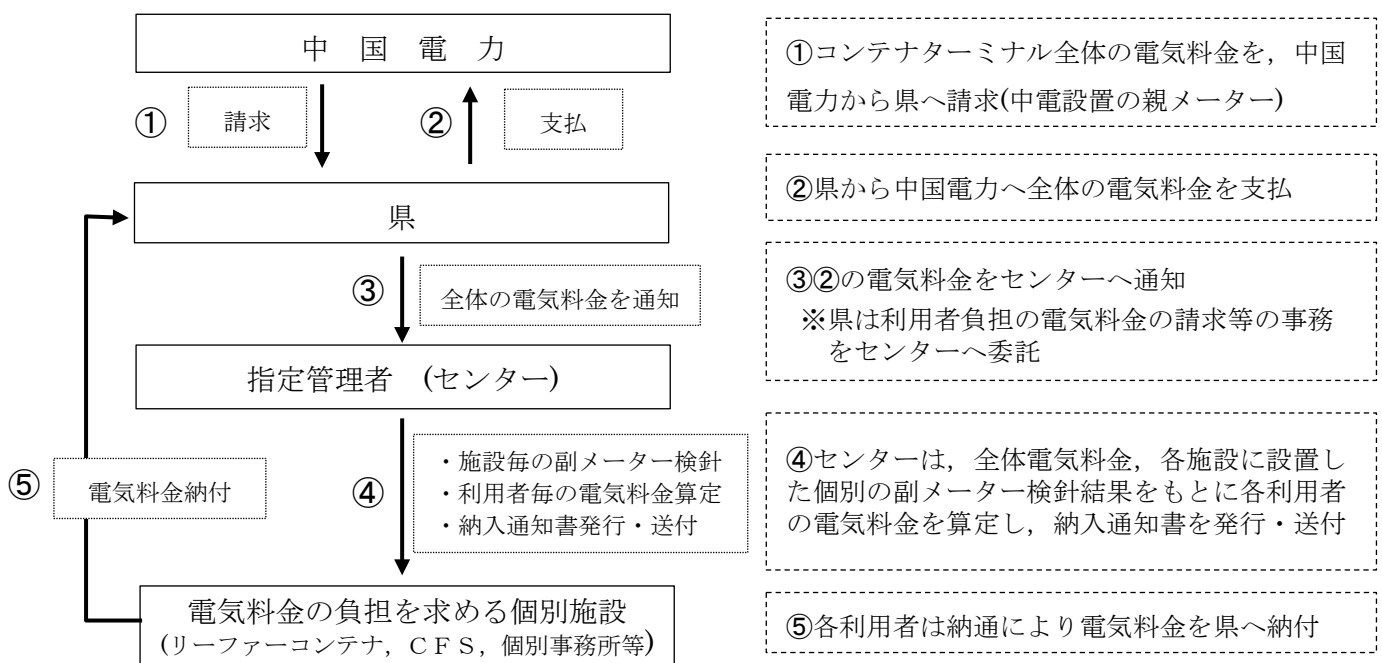 中 国 電 力
① 請求
② 支払
県
③ 全体の電気料金を通知
指定管理者 (センター)
④
・施設毎の副メーター検針
・利用者毎の電気料金算定
・納入通知書発行・送付
⑤ 電気料金納付
電気料金の負担を求める個別施設
(リーファーコンテナ，ＣＦＳ，個別事務所等)
①コンテナターミナル全体の電気料金を，中国
電力から県へ請求(中電設置の親メーター)
②県から中国電力へ全体の電気料金を支払
③②の電気料金をセンターへ通知
※県は利用者負担の電気料金の請求等の事務
をセンターへ委託
④センターは，全体電気料金，各施設に設置し
た個別の副メーター検針結果をもとに各利用者
の電気料金を算定し，納入通知書を発行・送付
⑤各利用者は納通により電気料金を県へ納付